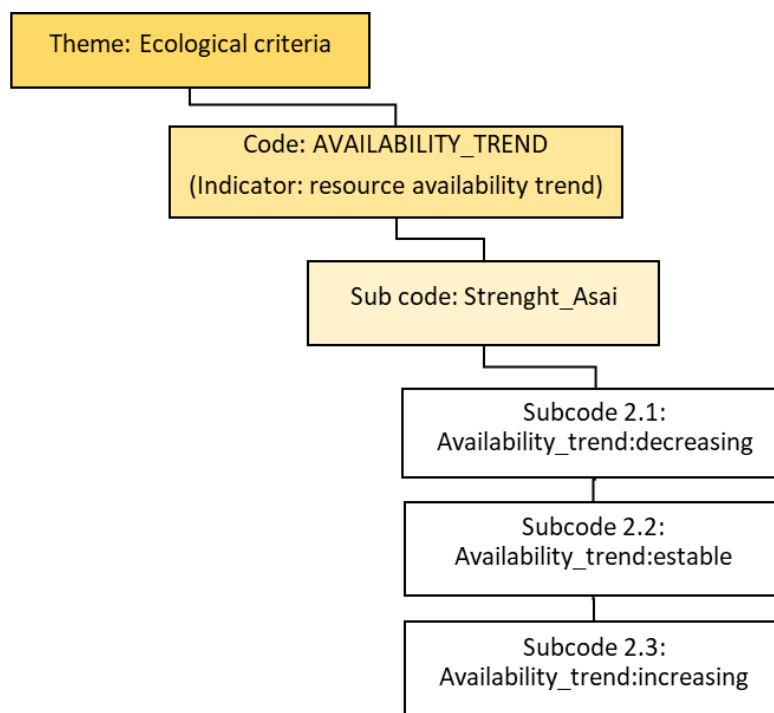 Theme: Ecological criteria
Code: AVAILABILITY_TREND
(Indicator: resource availability trend)
Sub code: Strenght_Asai
Subcode 2.1:
Availability_trend:decreasing
Subcode 2.2:
Availability_trend:estable
Subcode 2.3:
Availability_trend:increasing